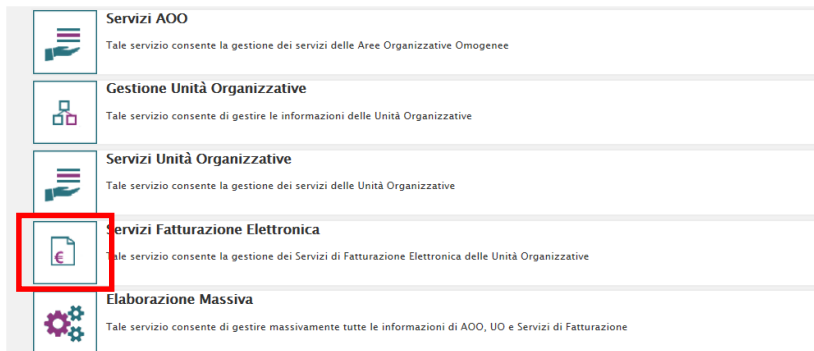 Servizi AOO
Tale servizio consente la gestione dei servizi delle Aree Organizzative Omogenee
Gestione Unità Organizzative
Tale servizio consente di gestire le informazioni delle Unità Organizzative
Servizi Unità Organizzative
Tale servizio consente la gestione dei servizi delle Unità Organizzative
Servizi Fatturazione Elettronica
€
Tale servizio consente la gestione dei Servizi di Fatturazione Elettronica delle Unità Organizzative
Elaborazione Massiva
Tale servizio consente di gestire massivamente tutte le informazioni di AOO, UO e Servizi di Fatturazione